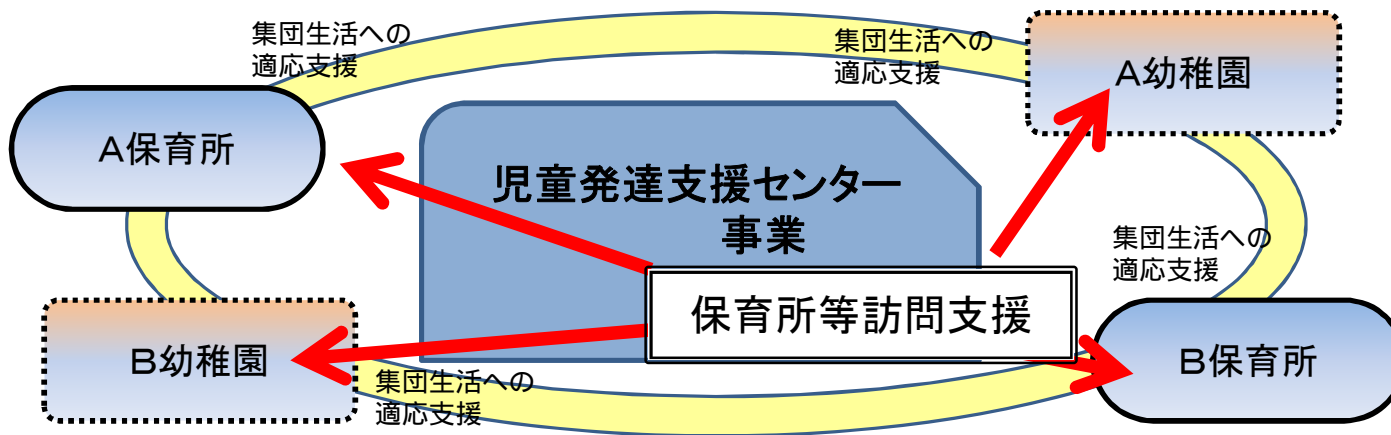 集団生活への
適応支援
集団生活への
適応支援
A幼稚園
A保育所
児童発達支援センター
事業
集団生活への
適応支援
保育所等訪問支援
B幼稚園
B保育所
集団生活への
適応支援